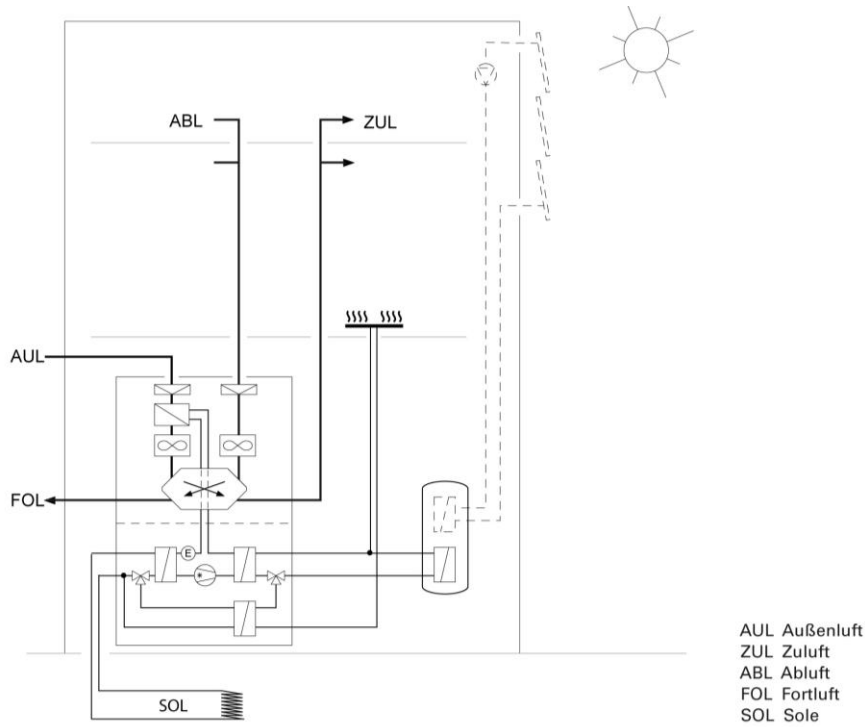 ABL
ZUL
AUL
FOL
E
SOL
AUL Außenluft
ZUL Zuluft
ABL Abluft
FOL Fortluft
SOL Sole